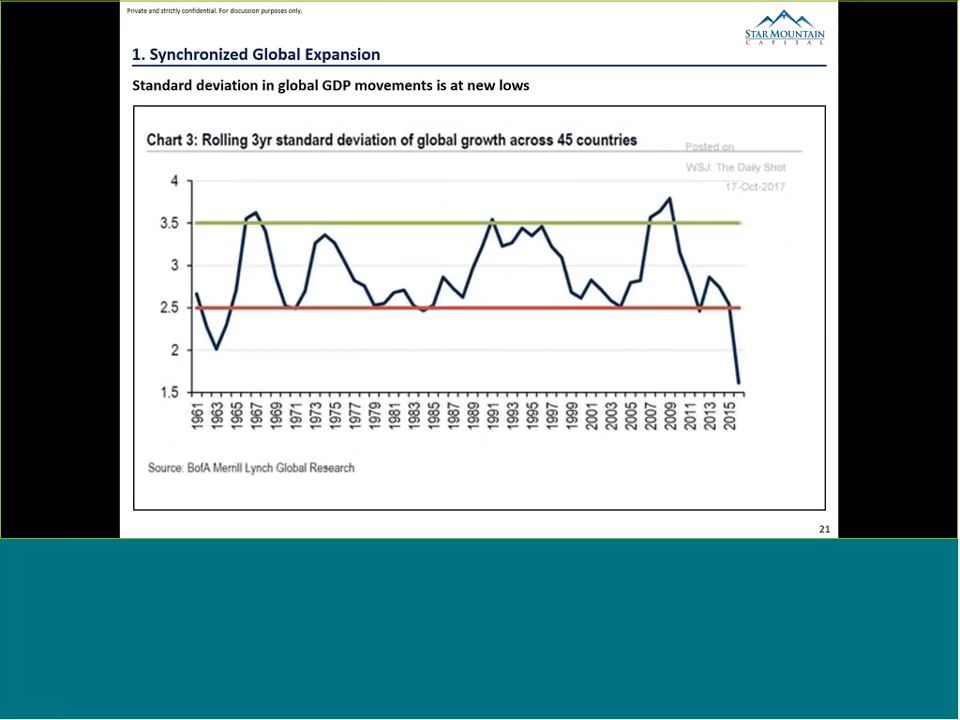 Private and strictly confidential. For discussion purposes only.
STAR MOUNTAIN
CAPITAL
1. Synchronized Global Expansion
Standard deviation in global GDP movements is at new lows
Chart 3: Rolling 3yr standard deviation of global growth across 45 countries
Posted on
WSJ: The Daily Shot
17-Oct-2017
4
3.5
3
2.5
2
1.5
1961 1963 1965 1967 1969 1971 1973 1975 1977 1979 1981 1983 1985 1987 1989 1991 1993 1995 1997 1999 2001 2003 2005 2007 2009 2011 2013 2015
Source: BofA Merrill Lynch Global Research
21